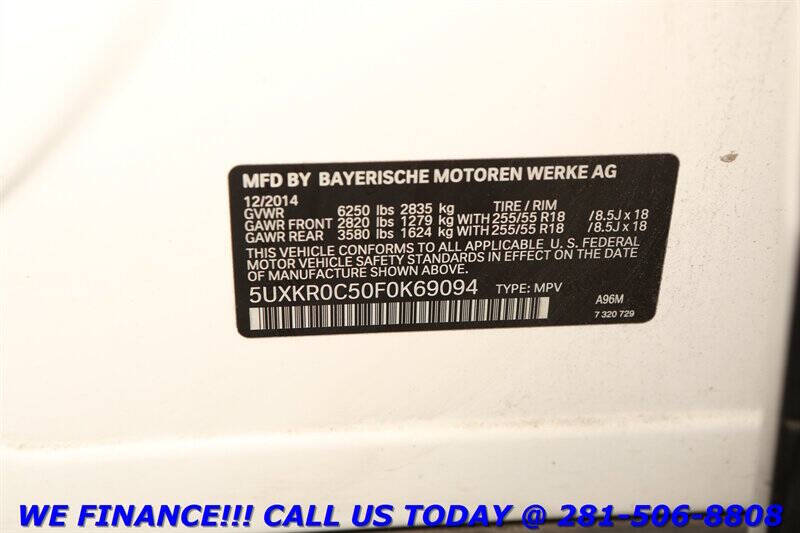 MFD BY BAYERISCHE MOTOREN WERKE AG
12/2014 TIRE / RIM
GVWR 6250 lbs 2835 kg
GAWR FRONT 2820 lbs 1279 kg WITH 255/55 R18 / 8.5J x 18
GAWR REAR 3580 lbs 1624 kg WITH 255/55 R18 / 8.5J x 18
THIS VEHICLE CONFORMS TO ALL APPLICABLE U. S. FEDERAL
MOTOR VEHICLE SAFETY STANDARDS IN EFFECT ON THE DATE
OF MANUFACTURE SHOWN ABOVE.
5UXKR0C50F0K69094 TYPE: MPV
A96M
7 320 729
WE FINANCE!!! CALL US TODAY @ 281-506-8808